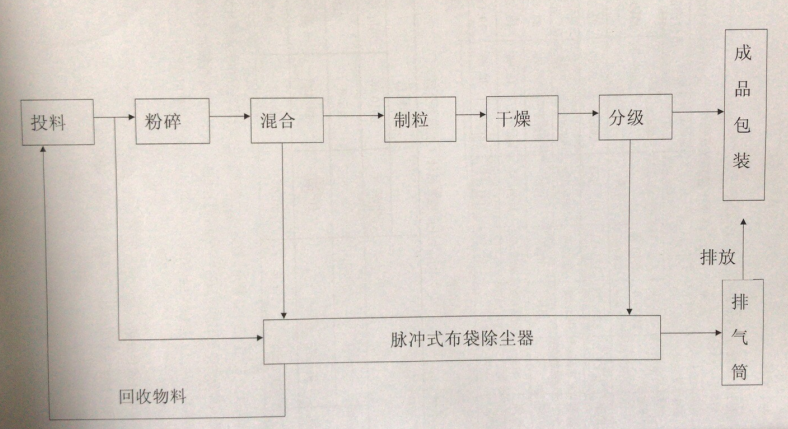 投料
粉碎
混合
制粒
干燥
分级
成品包装
排放
排气筒
脉冲式布袋除尘器
回收物料